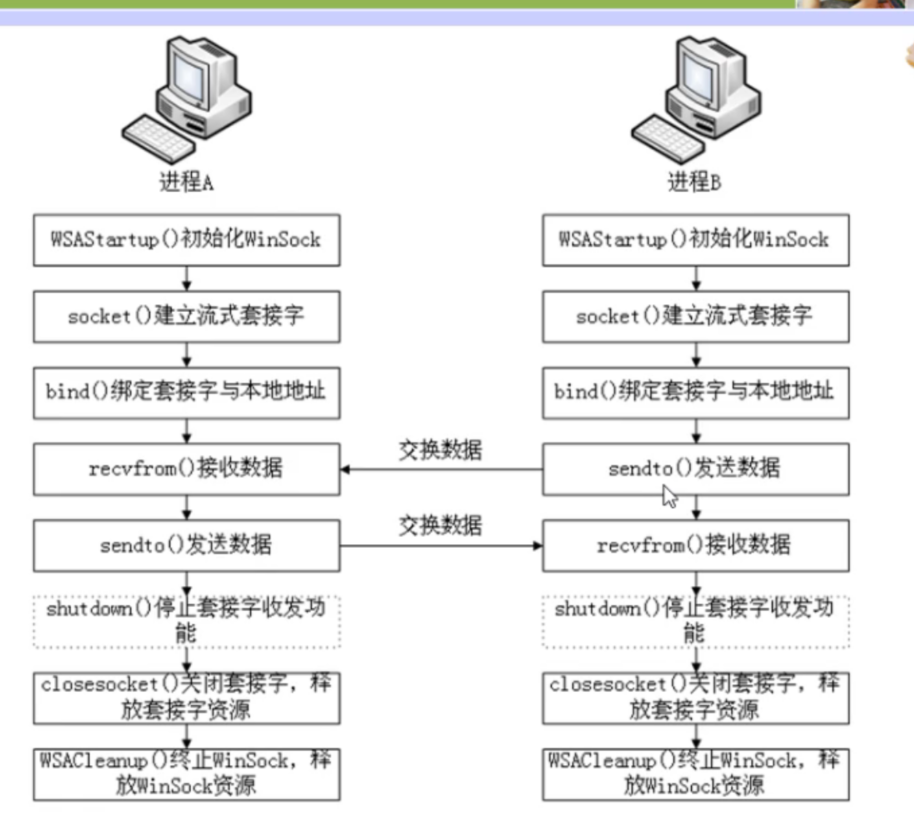 进程A
进程B
WSAStartup()初始化WinSock
WSAStartup()初始化WinSock
socket()建立流式套接字
socket()建立流式套接字
bind()绑定套接字与本地地址
bind()绑定套接字与本地地址
交换数据
recvfrom()接收数据
sendto()发送数据
交换数据
sendto()发送数据
recvfrom()接收数据
shutdown()停止套接字收发功
能
shutdown()停止套接字收发功
能
closesocket()关闭套接字，释
放套接字资源
closesocket()关闭套接字，释
放套接字资源
WSACleanup()终止WinSock，释
放WinSock资源
WSACleanup()终止WinSock，释
放WinSock资源